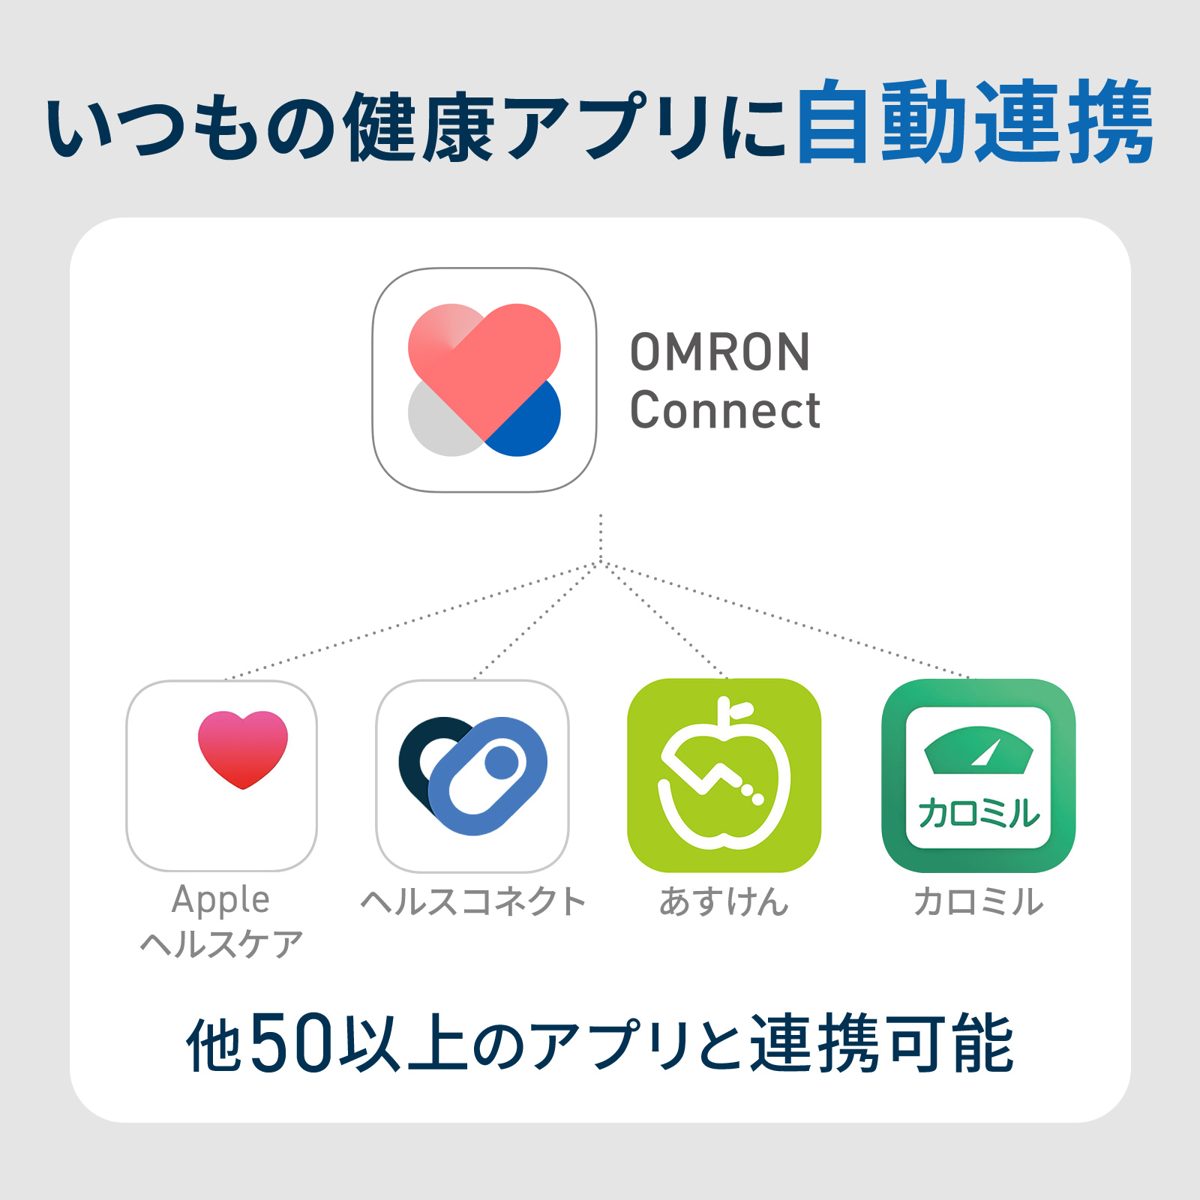 いつもの健康アプリに自動連携
OMRON
Connect
カロミル
Apple
ヘルスケア
ヘルスコネクト
あすけん
カロミル
他50以上のアプリと連携可能